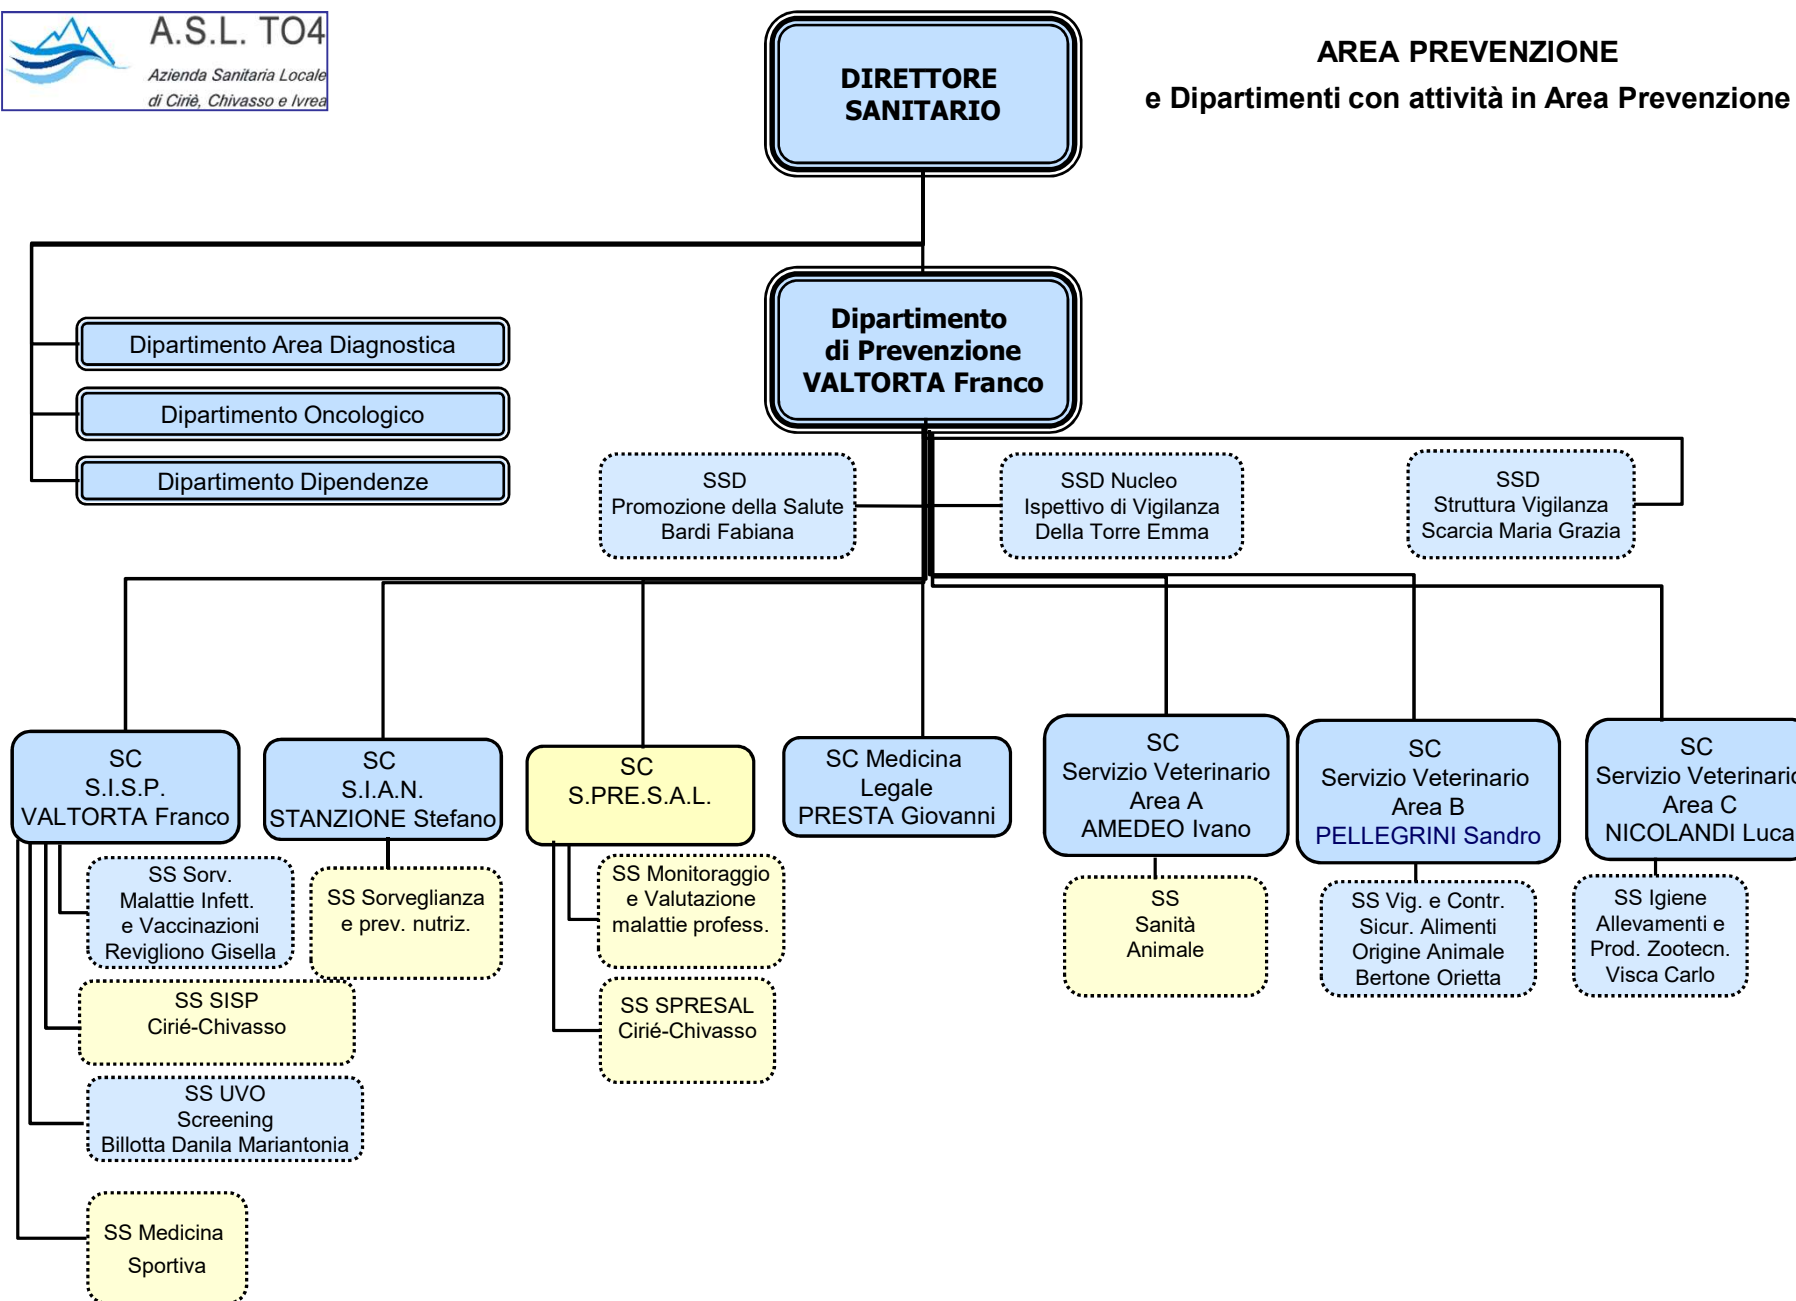 A.S.L. TO4
Azienda Sanitaria Locale
di Ciriè, Chivasso e Ivrea
DIRETTORE
SANITARIO
AREA PREVENZIONE
e Dipartimenti con attività in Area Prevenzione
Dipartimento
di Prevenzione
VALTORTA Franco
Dipartimento Area Diagnostica
Dipartimento Oncologico
Dipartimento Dipendenze
SSD
Promozione della Salute
Bardi Fabiana
SSD Nucleo
Ispettivo di Vigilanza
Della Torre Emma
SSD
Struttura Vigilanza
Scarcia Maria Grazia
SC
S.I.S.P.
VALTORTA Franco
SC
S.I.A.N.
STANZIONE Stefano
SC
S.PRE.S.A.L.
SC Medicina
Legale
PRESTA Giovanni
SC
Servizio Veterinario
Area A
AMEDEO Ivano
SC
Servizio Veterinario
Area B
PELLEGRINI Sandro
SC
Servizio Veterinario
Area C
NICOLANDI Luca
SS Sorv.
Malattie Infett.
e Vaccinazioni
Revigliono Gisella
SS Sorveglianza
e prev. nutriz.
SS Monitoraggio
e Valutazione
malattie profess.
SS
Sanità
Animale
SS Vig. e Contr.
Sicur. Alimenti
Origine Animale
Bertone Orietta
SS Igiene
Allevamenti e
Prod. Zootecn.
Visca Carlo
SS SISP
Cirié-Chivasso
SS SPRESAL
Cirié-Chivasso
SS UVO
Screening
Billotta Danila Mariantonia
SS Medicina
Sportiva